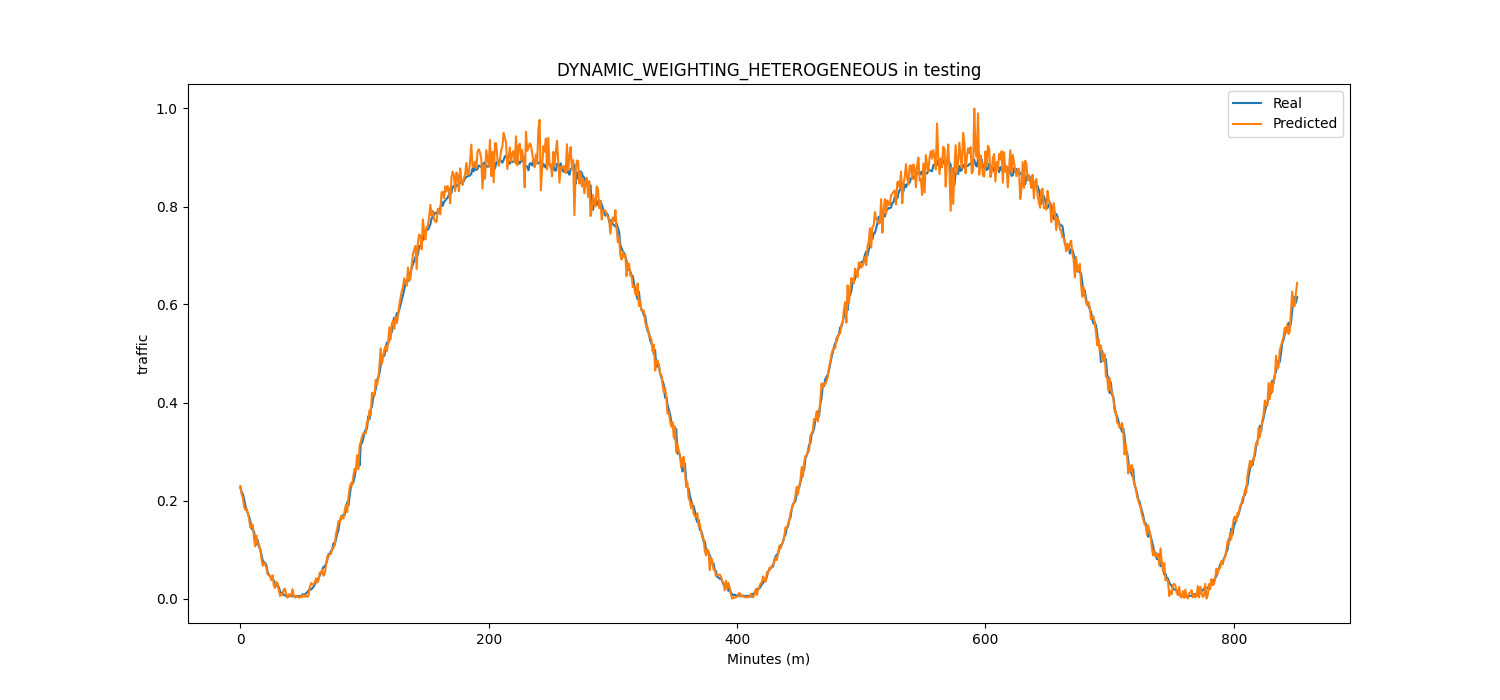 DYNAMIC_WEIGHTING_HETEROGENEOUS in testing
Real
Predicted
1.0
0.8
0.6
0.4
0.2
0.0
traffic
0 200 400 600 800
Minutes (m)